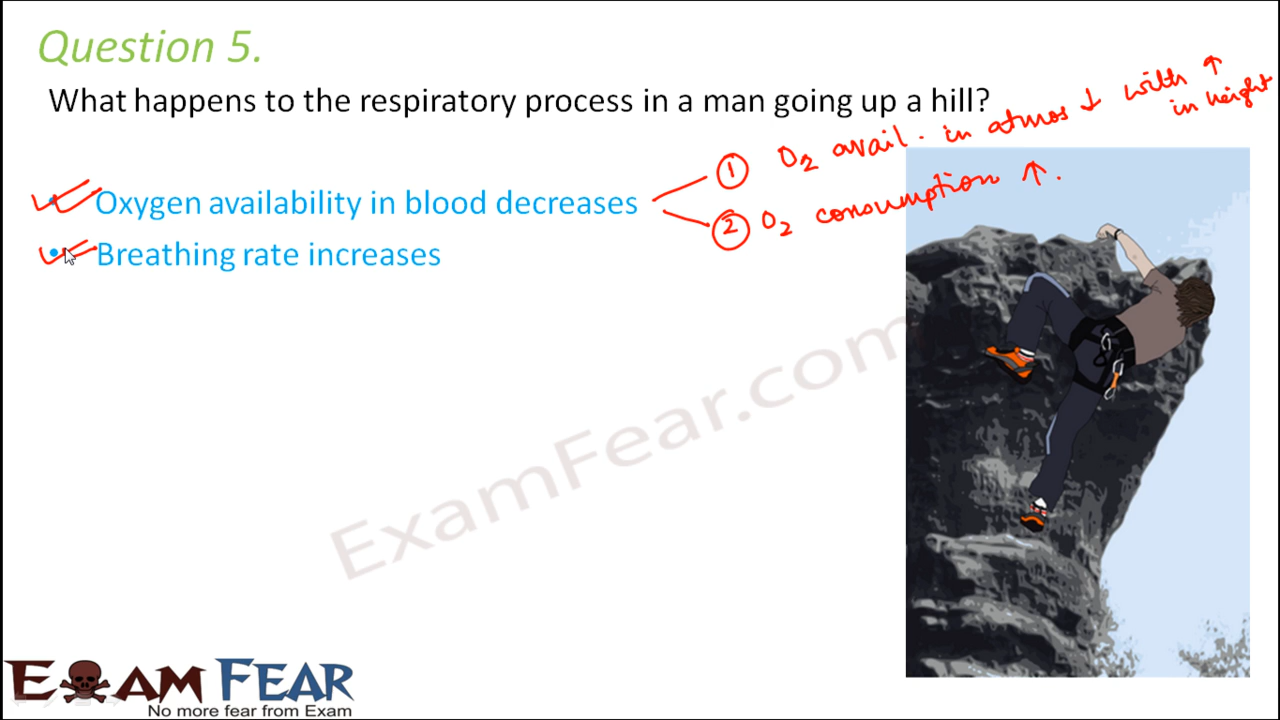 Question 5.
What happens to the respiratory process in a man going up a hill?
Oxygen availability in blood decreases
① O₂ avail. in atmos ↓ with ↑
in height
② O₂ consumption ↑.
Breathing rate increases
ExamFear.com
EXAM FEAR
No more fear from Exam